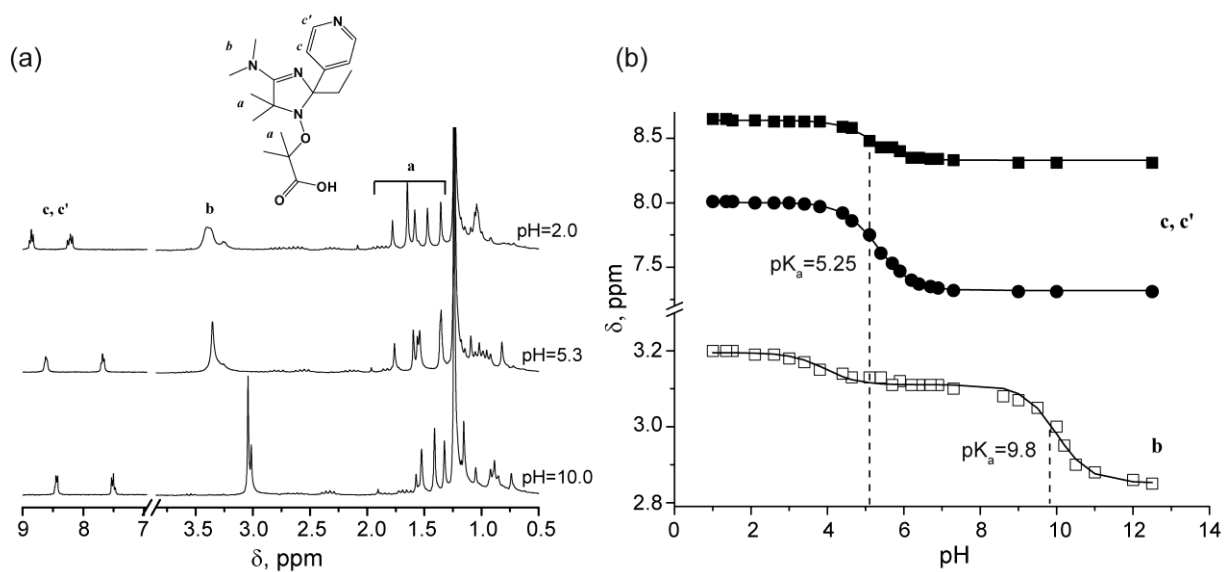 (a)
c'
N
b
c
N
N
a
N
a
O
O
OH
a
c, c'
b
pH=2.0
pH=5.3
pH=10.0
9
8
7
3.5
3.0
2.5
2.0
1.5
1.0
0.5
δ, ppm
(b)
8.5
8.0
c, c'
pKa=5.25
7.5
δ, ppm
3.2
3.0
b
pKa=9.8
2.8
0
2
4
6
8
10
12
14
pH